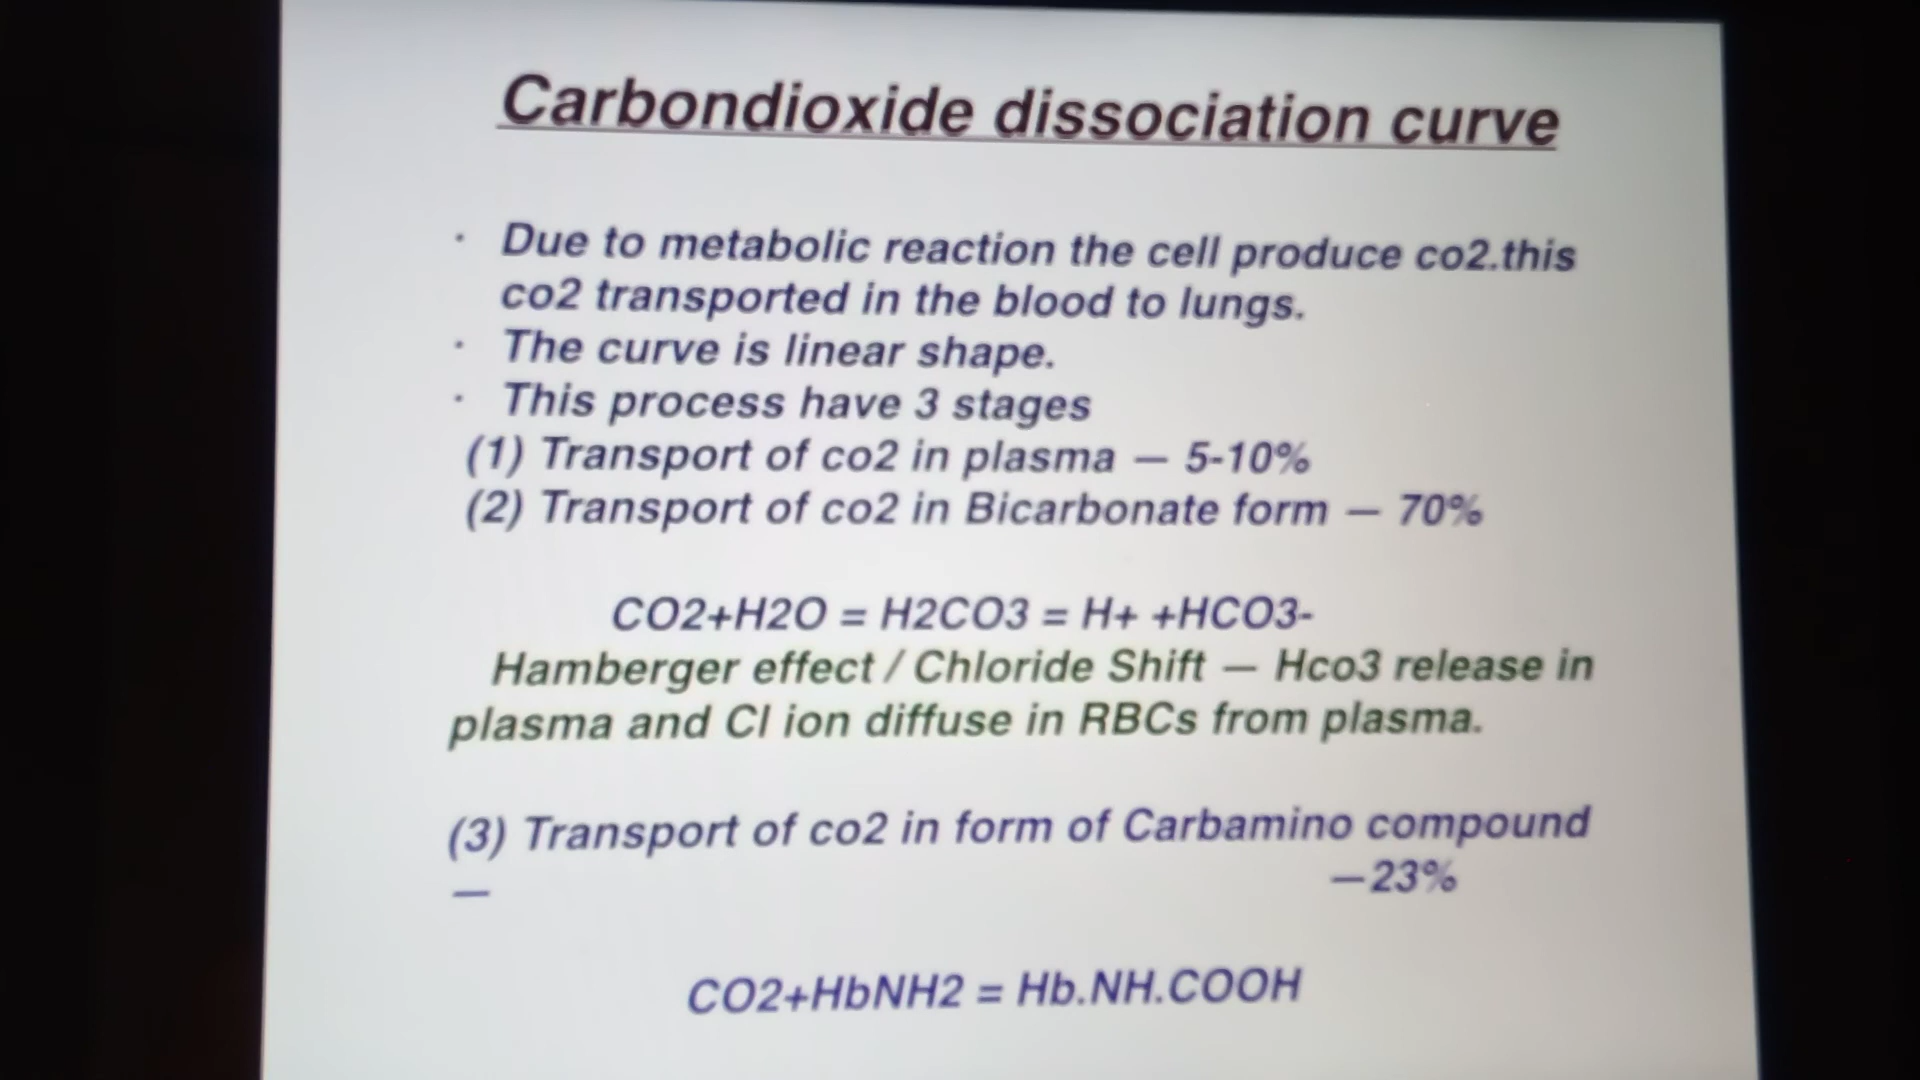 Carbondioxide dissociation curve
· Due to metabolic reaction the cell produce co2.this
co2 transported in the blood to lungs.
· The curve is linear shape.
· This process have 3 stages
(1) Transport of co2 in plasma — 5-10%
(2) Transport of co2 in Bicarbonate form — 70%
CO2+H2O = H2CO3 = H+ +HCO3-
Hamberger effect / Chloride Shift — Hco3 release in
plasma and Cl ion diffuse in RBCs from plasma.
(3) Transport of co2 in form of Carbamino compound
— —23%
CO2+HbNH2 = Hb.NH.COOH